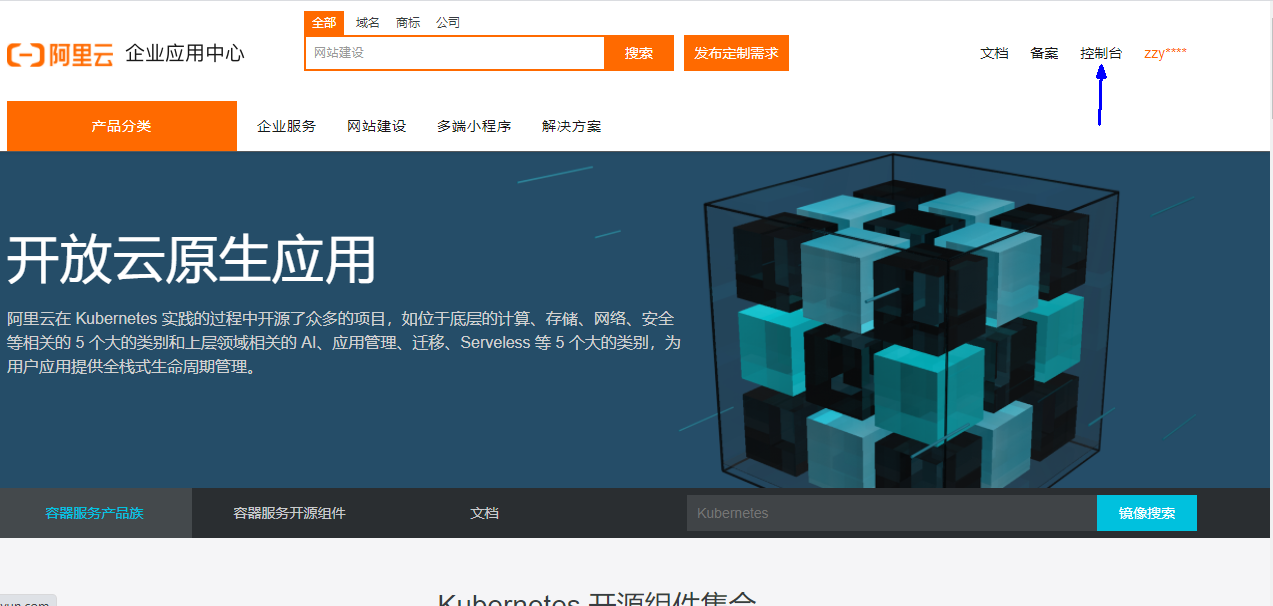 全部 域名 商标 公司
阿里云 企业应用中心
网站建设 搜索 发布定制需求
文档 备案 控制台 zzy****
产品分类 企业服务 网站建设 多端小程序 解决方案
开放云原生应用
阿里云在 Kubernetes 实践的过程中开源了众多的项目，如位于底层的计算、存储、网络、安全
等相关的 5 个大的类别和上层领域相关的 AI、应用管理、迁移、Serveless 等 5 个大的类别，为
用户应用提供全栈式生命周期管理。
容器服务产品族 容器服务开源组件 文档 Kubernetes 镜像搜索
Kubernetes 开源组件集合
yun.com